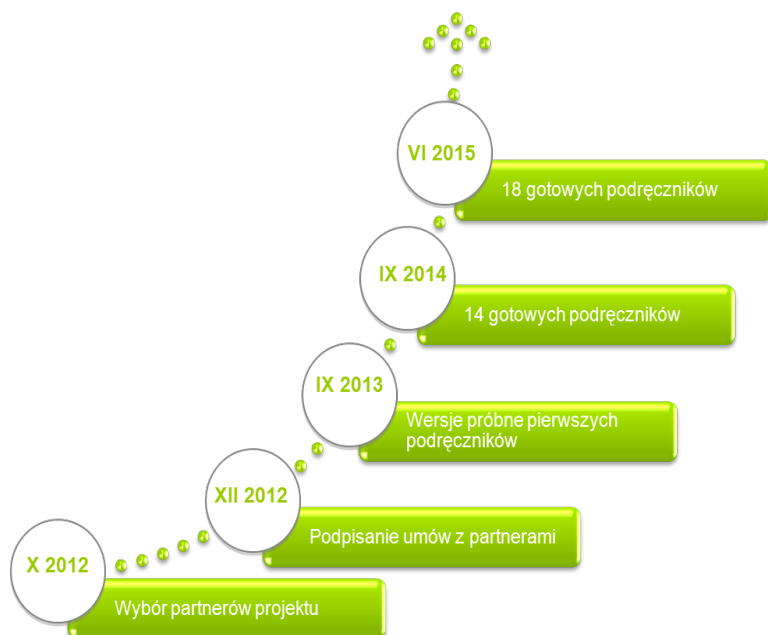 VI 2015
18 gotowych podręczników
IX 2014
14 gotowych podręczników
IX 2013
Wersje próbne pierwszych
podręczników
XII 2012
Podpisanie umów z partnerami
X 2012
Wybór partnerów projektu